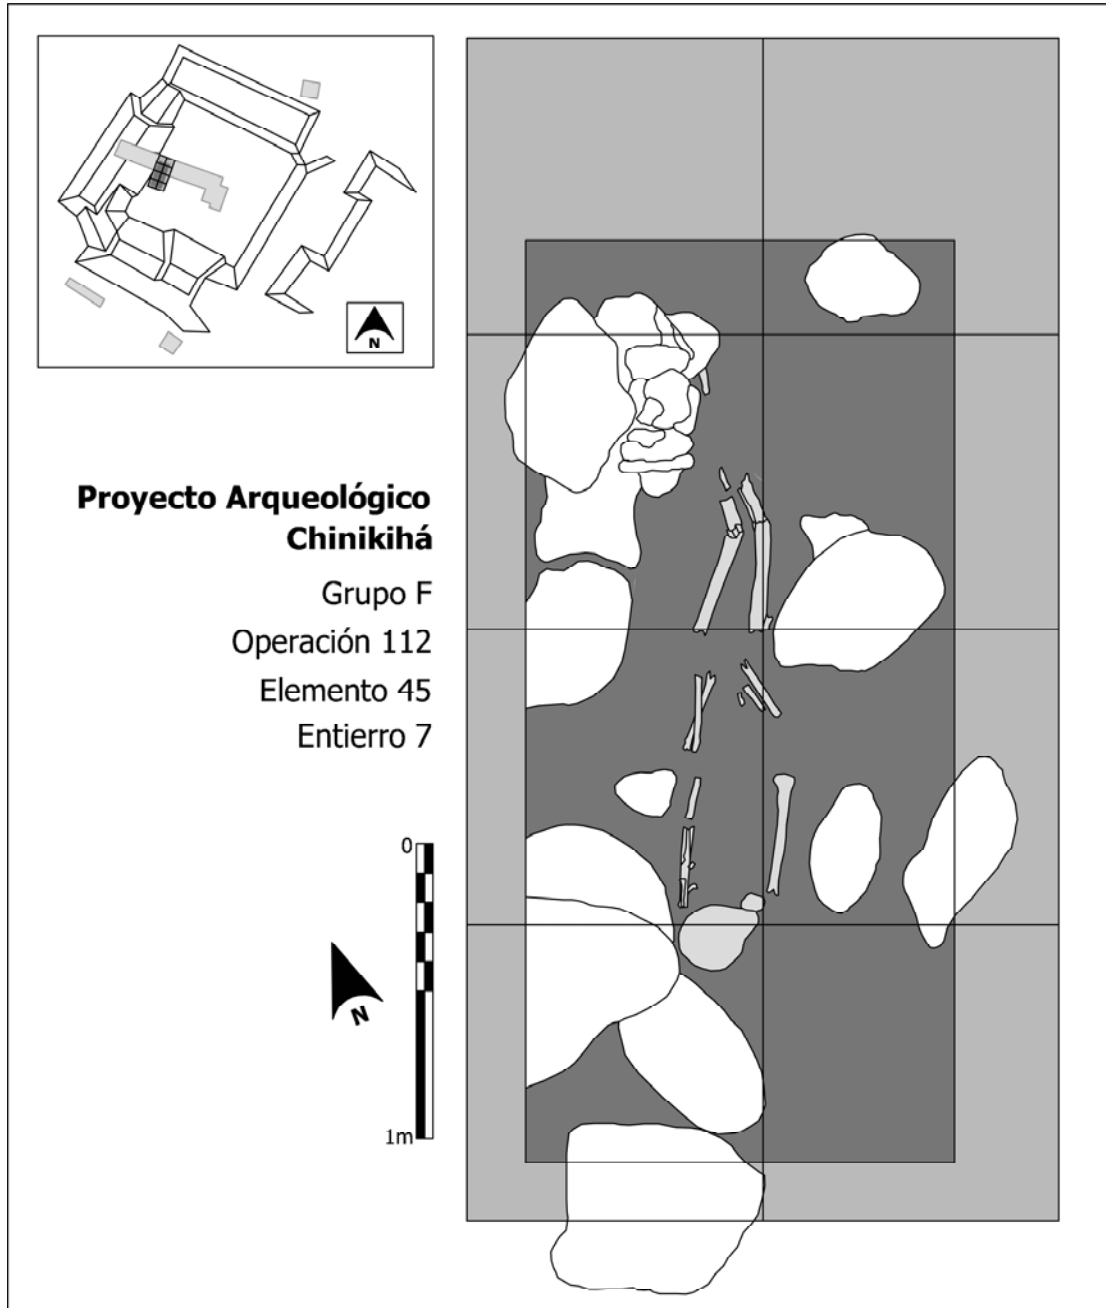 N
Proyecto Arqueológico
Chinikihá
Grupo F
Operación 112
Elemento 45
Entierro 7
0
N
1m